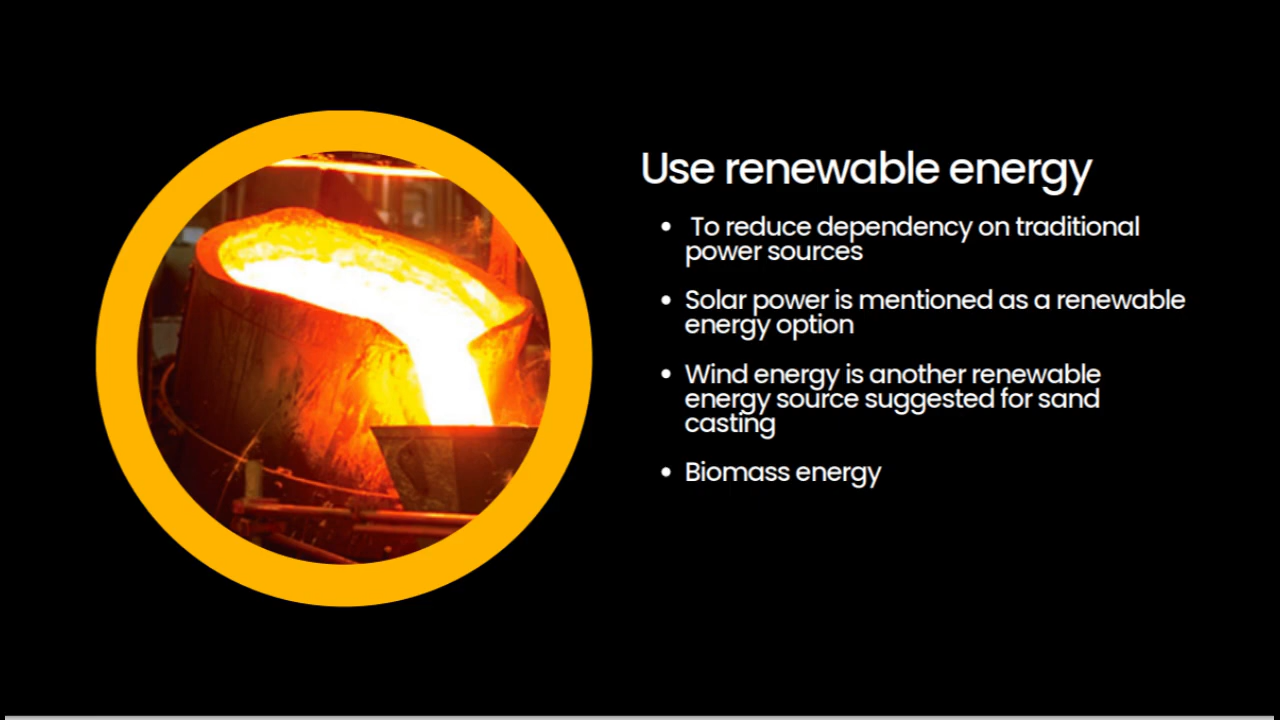 Use renewable energy
• To reduce dependency on traditional
power sources
• Solar power is mentioned as a renewable
energy option
• Wind energy is another renewable
energy source suggested for sand
casting
• Biomass energy